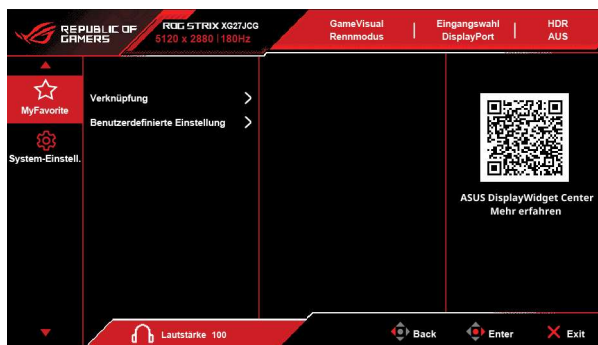 REPUBLIC OF
GAMERS
ROG STRIX XG27JCG
5120 x 2880 | 180Hz
GameVisual
Rennmodus
Eingangswahl
DisplayPort
HDR
AUS
MyFavorite
System-Einstell.
Verknüpfung
Benutzerdefinierte Einstellung
ASUS DisplayWidget Center
Mehr erfahren
Lautstärke 100
Back
Enter
Exit